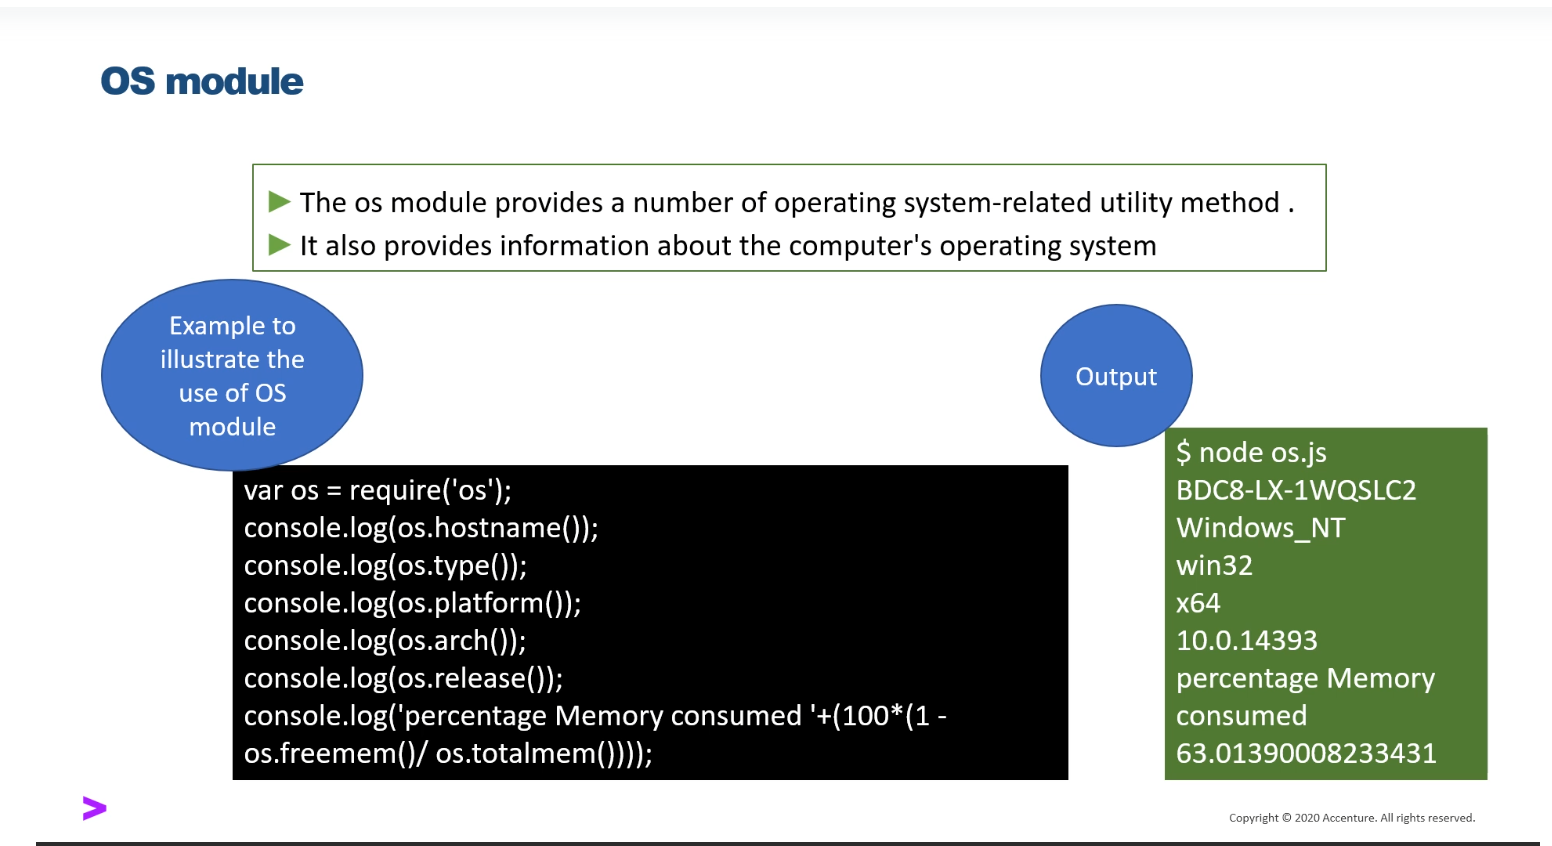 OS module
The os module provides a number of operating system-related utility method .
It also provides information about the computer's operating system
Example to
illustrate the
use of OS
module
var os = require('os');
console.log(os.hostname());
console.log(os.type());
console.log(os.platform());
console.log(os.arch());
console.log(os.release());
console.log('percentage Memory consumed '+(100*(1 -
os.freemem()/ os.totalmem())));
Output
$ node os.js
BDC8-LX-1WQSLC2
Windows_NT
win32
x64
10.0.14393
percentage Memory
consumed
63.01390008233431
>
Copyright © 2020 Accenture. All rights reserved.